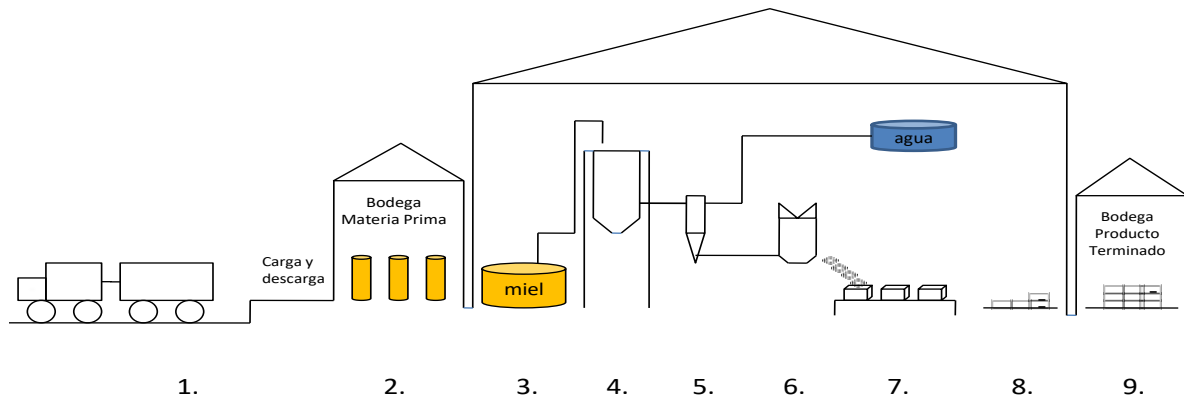 agua
Bodega
Materia Prima
Bodega
Producto
Terminado
Carga y
descarga
miel
1. 2. 3. 4. 5. 6. 7. 8. 9.